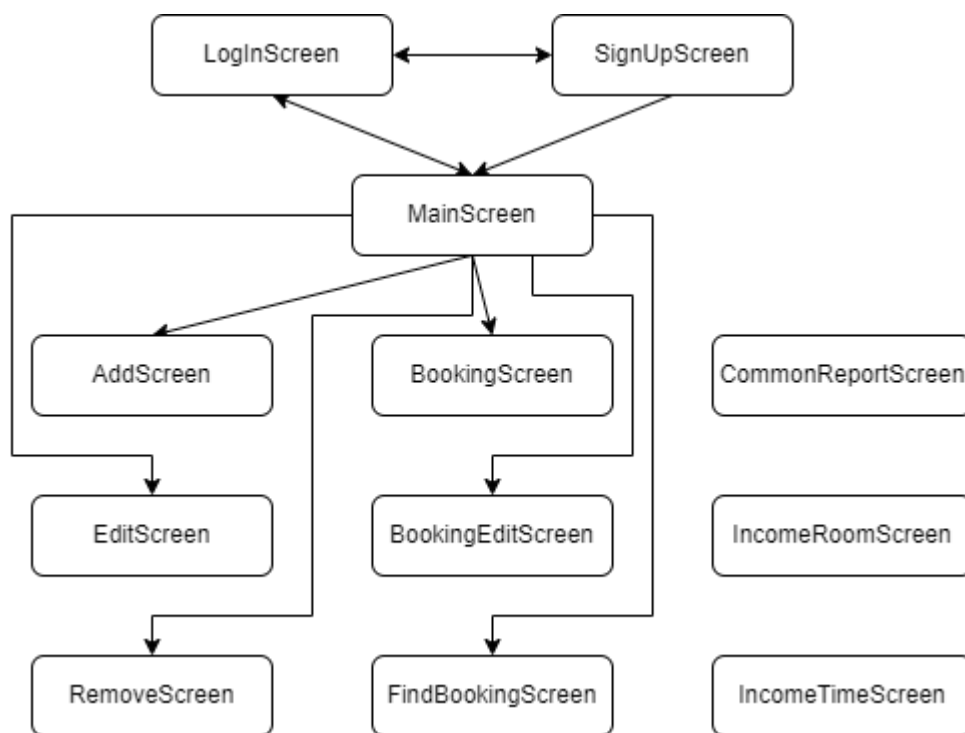 LogInScreen
SignUpScreen
MainScreen
AddScreen
BookingScreen
CommonReportScreen
EditScreen
BookingEditScreen
IncomeRoomScreen
RemoveScreen
FindBookingScreen
IncomeTimeScreen